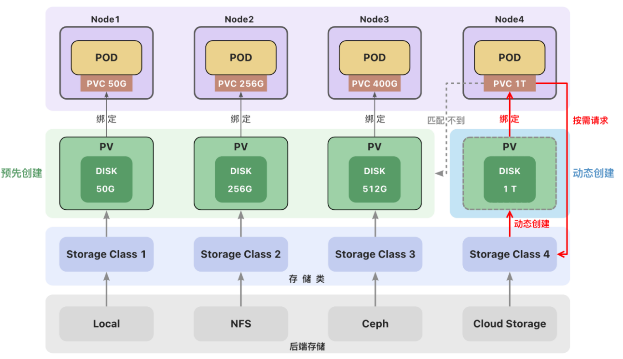 Node1
Node2
Node3
Node4
POD
POD
POD
POD
PVC 50G
PVC 256G
PVC 400G
PVC 1T
绑 定
绑 定
绑 定
匹配 不到
绑 定
按需请求
PV
PV
PV
PV
预先创建
DISK
50G
DISK
256G
DISK
512G
DISK
1 T
动态创建
动态创建
Storage Class 1
Storage Class 2
Storage Class 3
Storage Class 4
存 储 类
Local
NFS
Ceph
Cloud Storage
后端存储